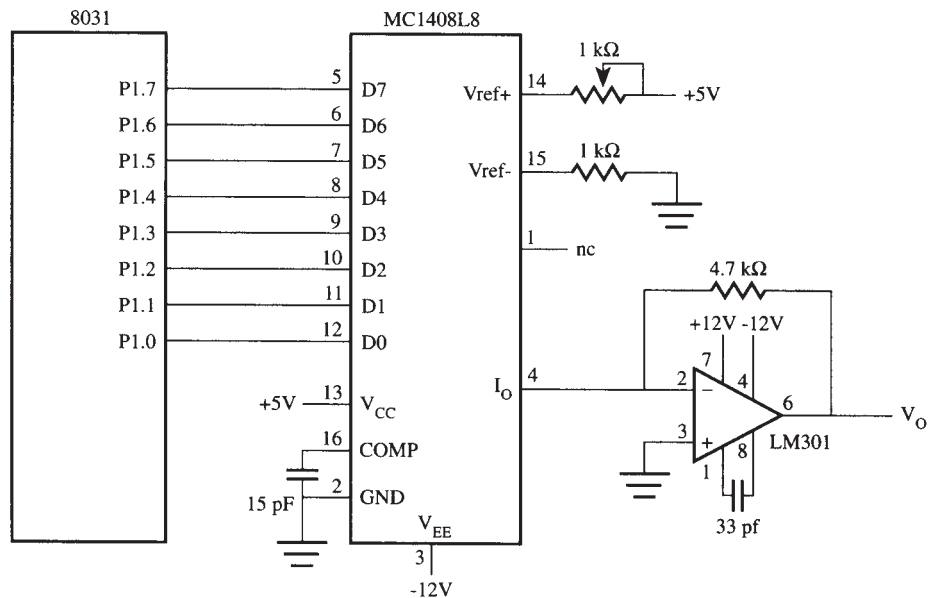 8031
MC1408L8
P1.7
5
D7
P1.6
6
D6
P1.5
7
D5
P1.4
8
D4
P1.3
9
D3
P1.2
10
D2
P1.1
11
D1
P1.0
12
D0
+5V
13
VCC
16
COMP
15 pF
2
GND
VEE
3
-12V
Vref+
14
1 kΩ
+5V
Vref-
15
1 kΩ
1
nc
IO
4
4.7 kΩ
+12V -12V
7
4
2
−
6
VO
3
+
LM301
1
8
33 pf